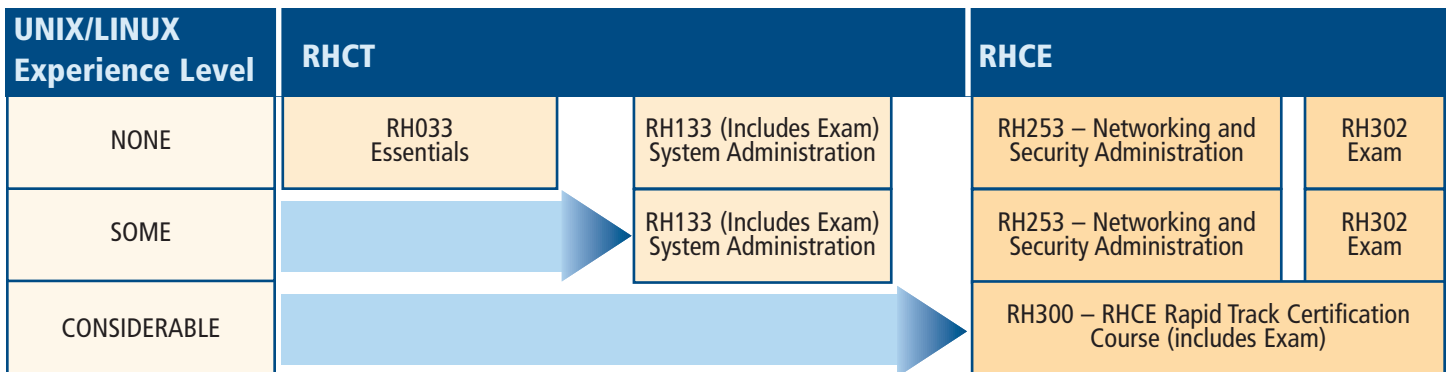 UNIX/LINUX
Experience Level
RHCT
RHCE
NONE
RH033
Essentials
RH133 (Includes Exam)
System Administration
RH253 – Networking and
Security Administration
RH302
Exam
SOME
RH133 (Includes Exam)
System Administration
RH253 – Networking and
Security Administration
RH302
Exam
CONSIDERABLE
RH300 – RHCE Rapid Track Certification
Course (includes Exam)